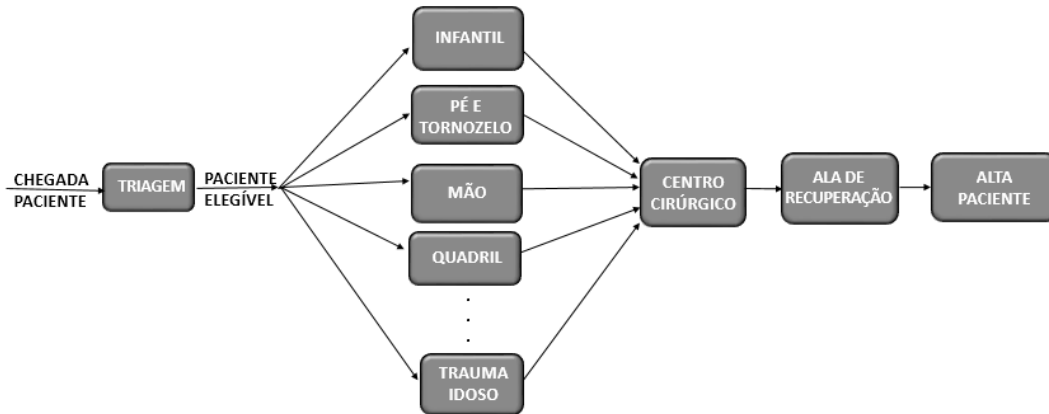 CHEGADA
PACIENTE
TRIAGEM
PACIENTE
ELEGÍVEL
INFANTIL
PÉ E
TORNOZELO
MÃO
QUADRIL
.
.
.
TRAUMA
IDOSO
CENTRO
CIRÚRGICO
ALA DE
RECUPERAÇÃO
ALTA
PACIENTE